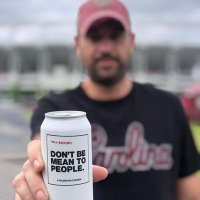 DON'T BE
MEAN TO
PEOPLE.
Carolina